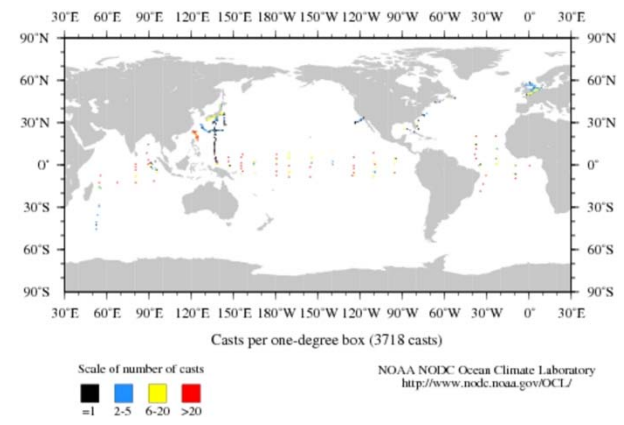 30˚E 60˚E 90˚E 120˚E 150˚E 180˚W 150˚W 120˚W 90˚W 60˚W 30˚W 0˚ 30˚E
90˚N 90˚N
60˚N 60˚N
30˚N 30˚N
0˚ 0˚
30˚S 30˚S
60˚S 60˚S
90˚S 90˚S
30˚E 60˚E 90˚E 120˚E 150˚E 180˚W 150˚W 120˚W 90˚W 60˚W 30˚W 0˚ 30˚E
Casts per one-degree box (3718 casts)
Scale of number of casts
=1 2-5 6-20 >20
NOAA NODC Ocean Climate Laboratory
http://www.nodc.noaa.gov/OCL/